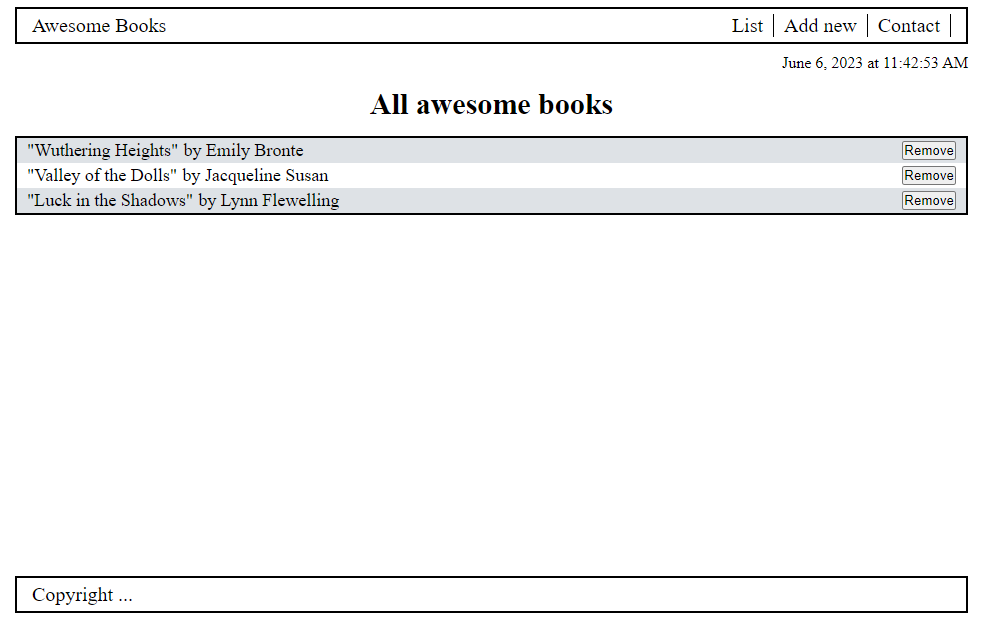 Awesome Books List Add new Contact
June 6, 2023 at 11:42:53 AM
All awesome books
"Wuthering Heights" by Emily Bronte Remove
"Valley of the Dolls" by Jacqueline Susan Remove
"Luck in the Shadows" by Lynn Flewelling Remove
Copyright ...